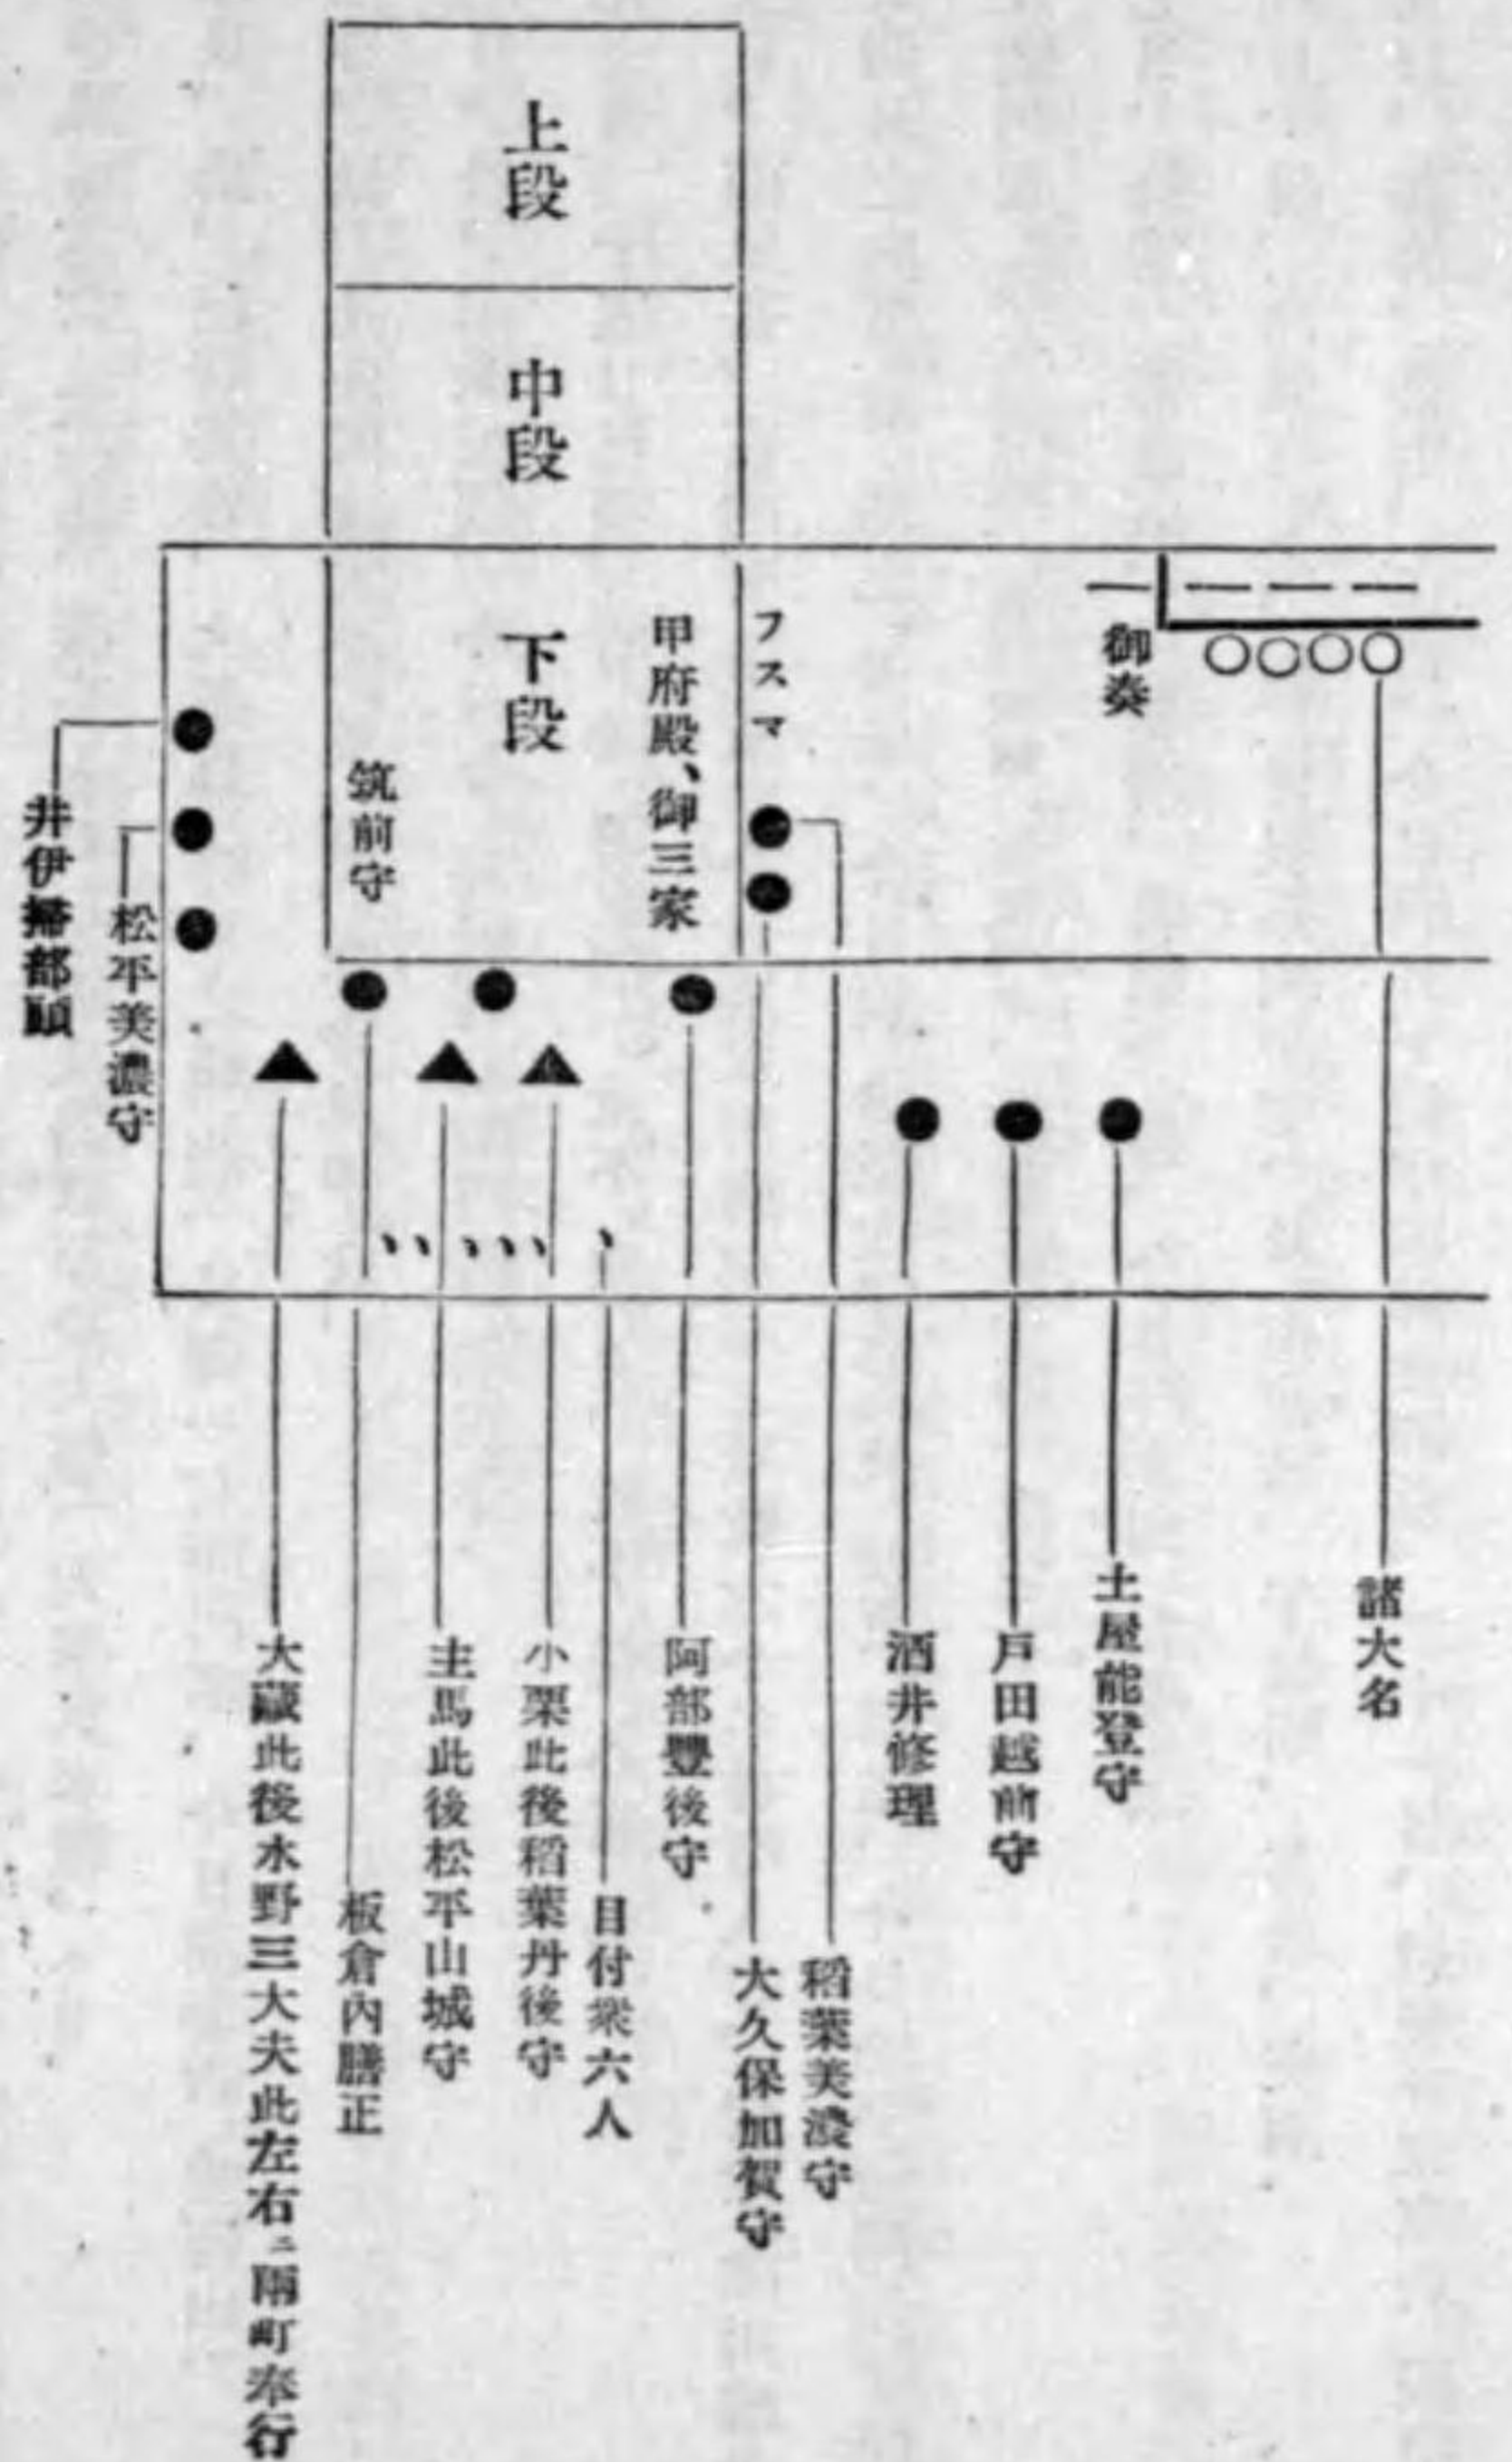 上段
中段
下段
フスマ
甲府殿、御三家
筑前守
御奏
井伊掃部頭
松平美濃守
諸大名
土屋能登守
戸田越前守
酒井修理
稲葉美濃守
大久保加賀守
阿部豐後守
目付衆六人
小栗此後稻葉丹後守
主馬此後松平山城守
板倉內膳正
大藏此後水野三大夫此左右ニ兩町奉行